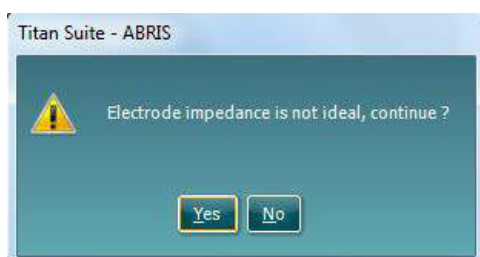 Titan Suite - ABRIS
Electrode impedance is not ideal, continue ?
Yes No